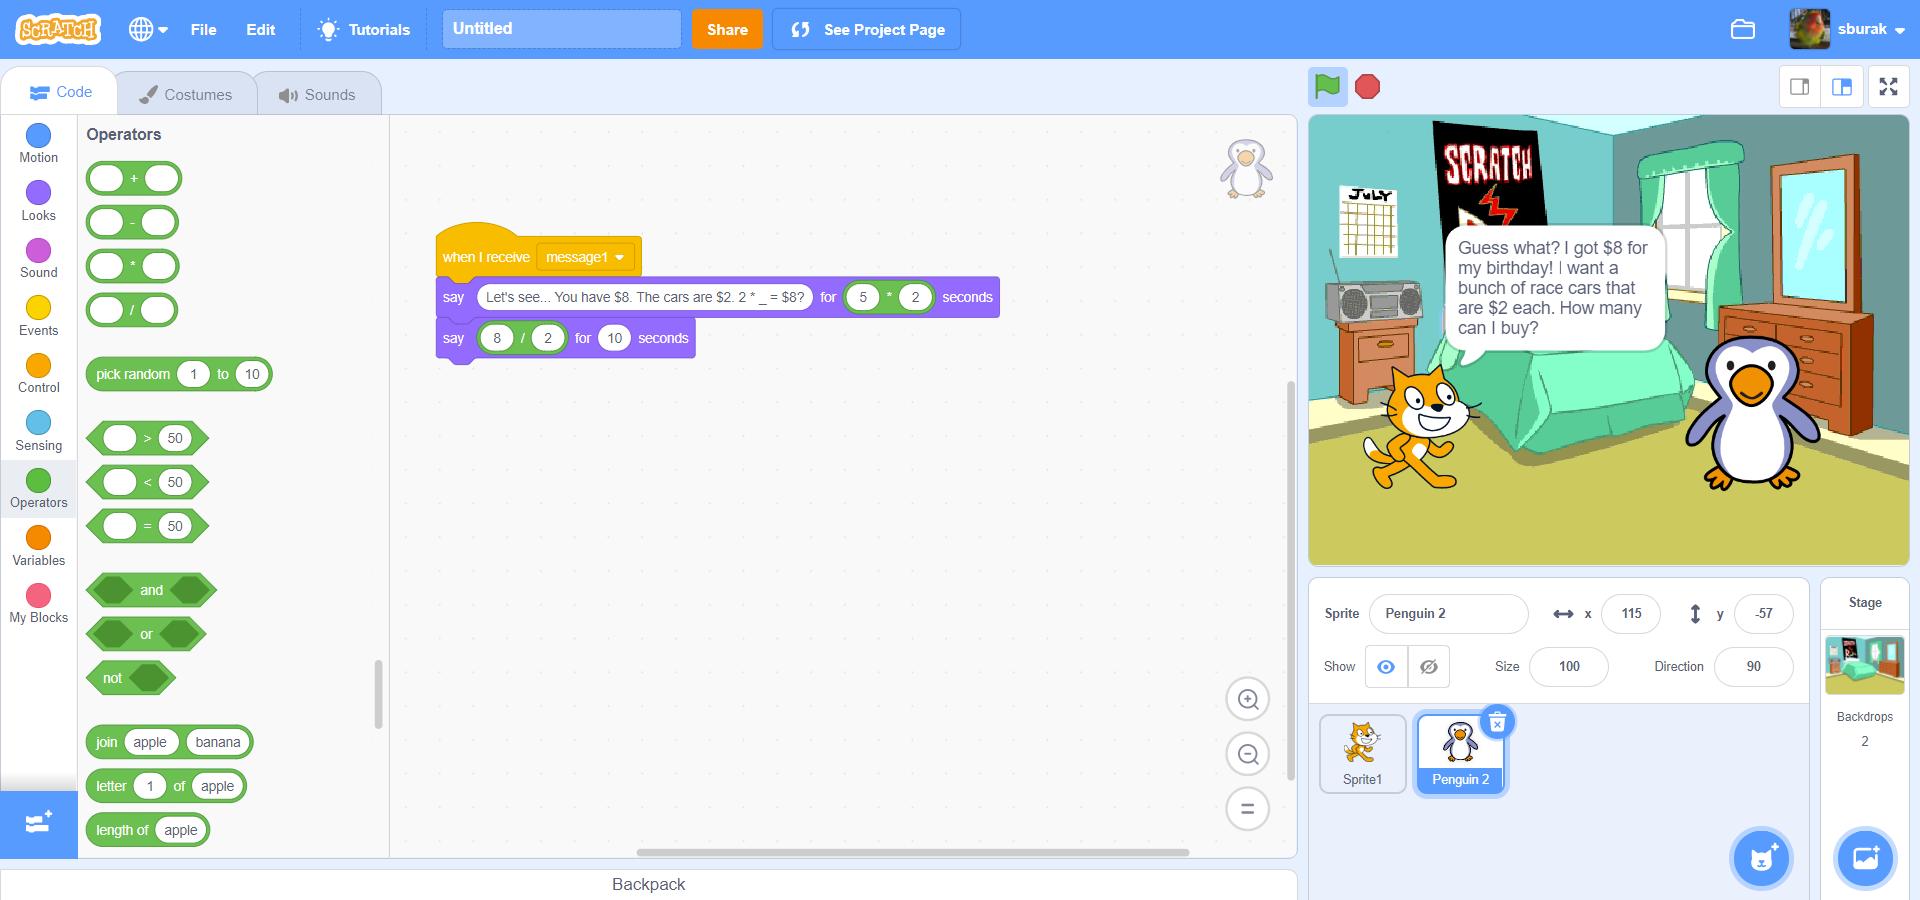 SCRATCH
File
Edit
Tutorials
Untitled
Share
See Project Page
sburak
Code
Costumes
Sounds
Motion
Looks
Sound
Events
Control
Sensing
Operators
Variables
My Blocks
Operators
+
-
*
/
pick random 1 to 10
> 50
< 50
= 50
and
or
not
join apple banana
letter 1 of apple
length of apple
when I receive message1
say Let's see... You have $8. The cars are $2. 2 * _ = $8? for 5 * 2 seconds
say 8 / 2 for 10 seconds
=
Backpack
JULY
SCRATCH
Guess what? I got $8 for
my birthday! I want a
bunch of race cars that
are $2 each. How many
can I buy?
Sprite Penguin 2 x 115 y -57
Show Size 100 Direction 90
Sprite1
Penguin 2
Stage
Backdrops
2